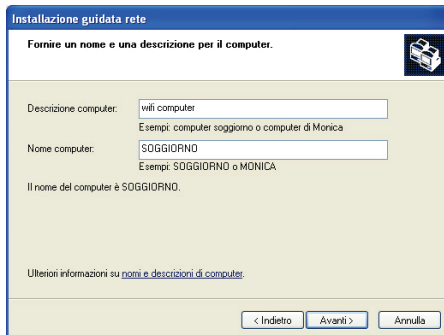 Installazione guidata rete
Fornire un nome e una descrizione per il computer.
Descrizione computer: wifi computer
Esempi: computer soggiorno o computer di Monica
Nome computer: SOGGIORNO
Esempi: SOGGIORNO o MONICA
Il nome del computer è SOGGIORNO.
Ulteriori informazioni su nomi e descrizioni di computer.
< Indietro Avanti > Annulla